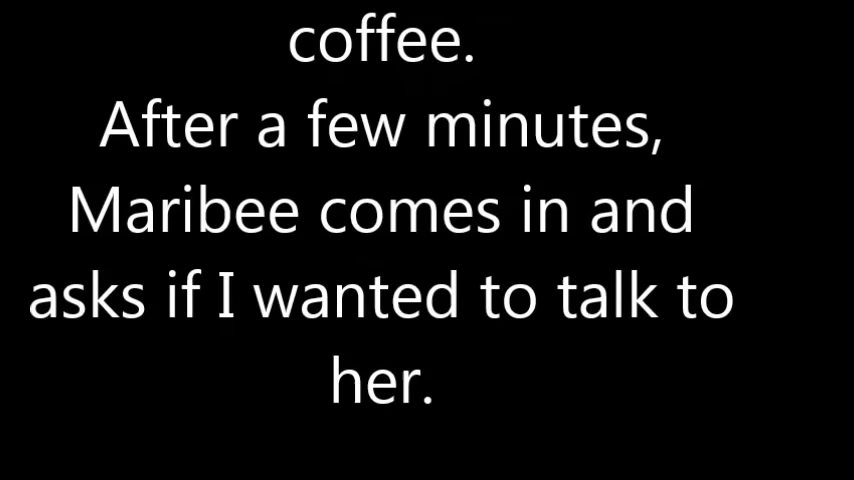 coffee.
After a few minutes,
Maribee comes in and
asks if I wanted to talk to
her.